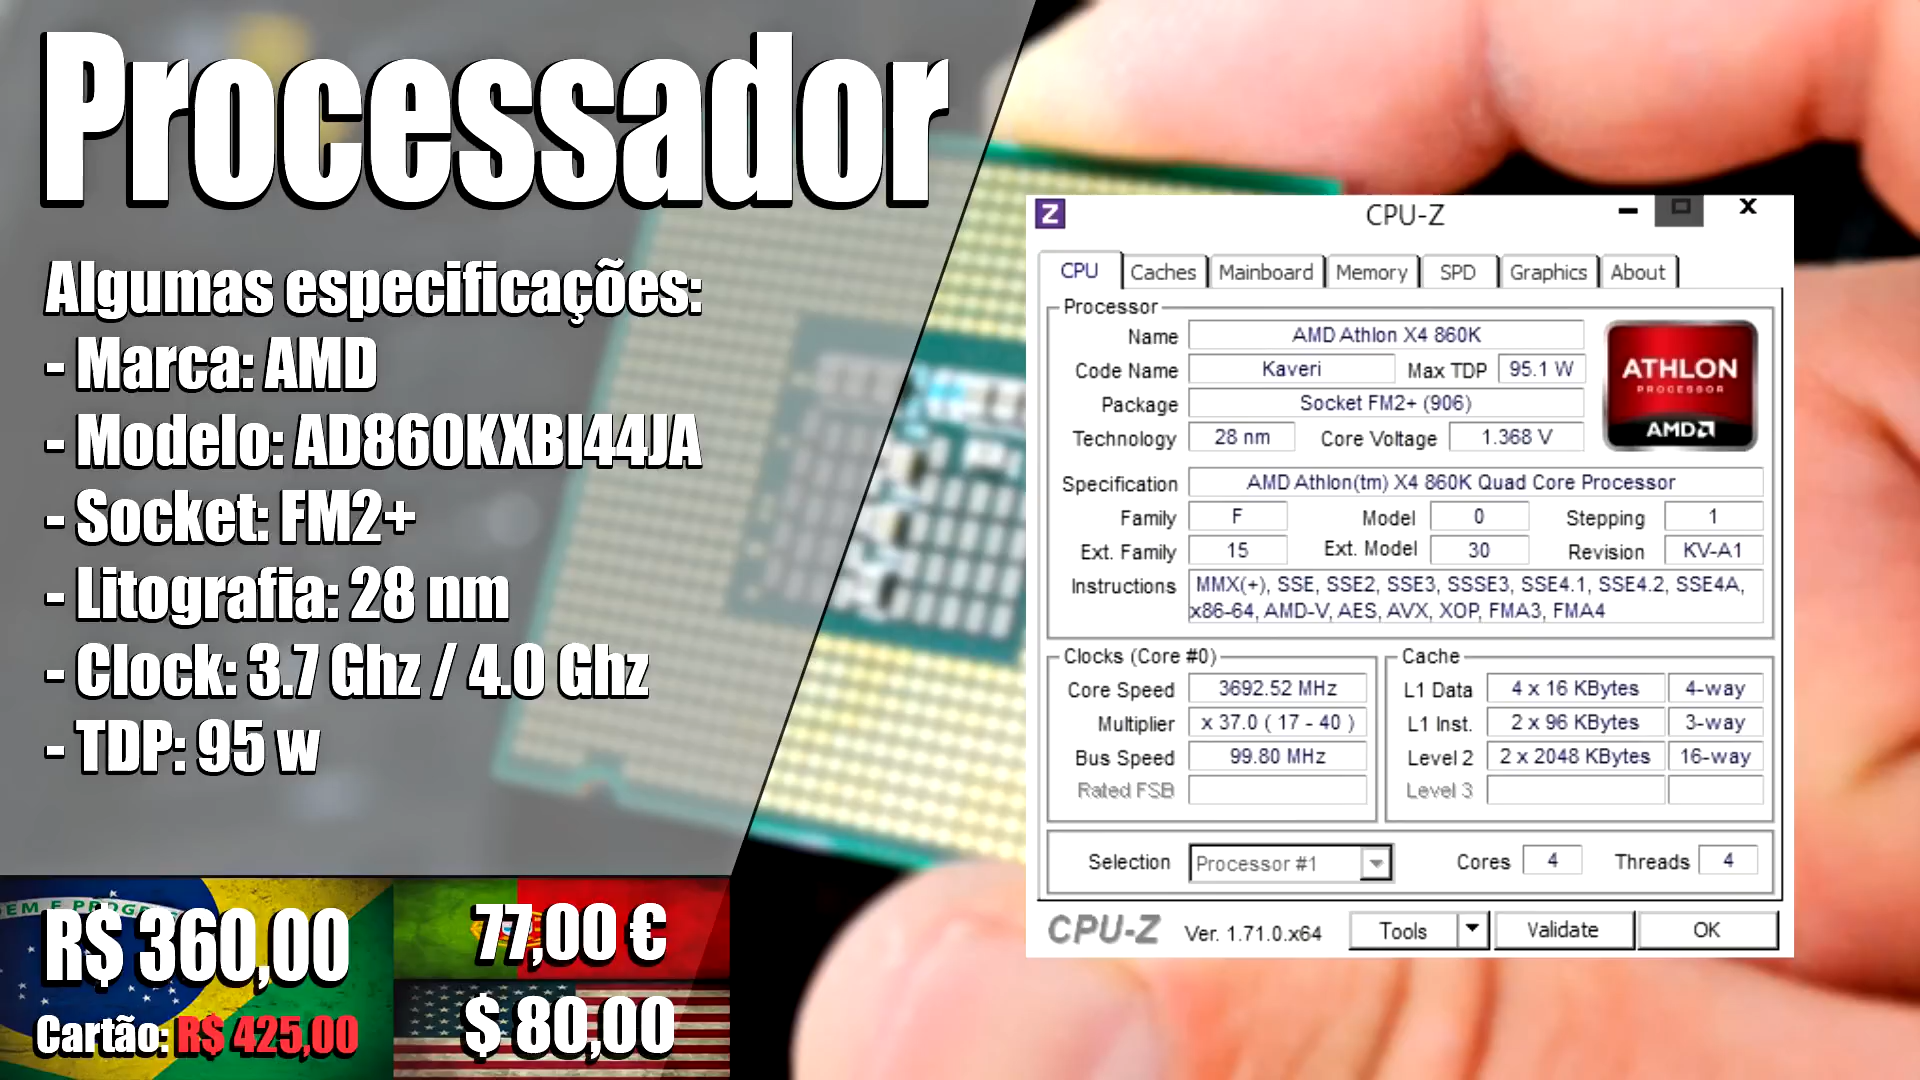 Processador
Algumas especificações:
- Marca: AMD
- Modelo: AD860KXBI44JA
- Socket: FM2+
- Litografia: 28 nm
- Clock: 3.7 Ghz / 4.0 Ghz
- TDP: 95 w
R$ 360,00
Cartão: R$ 425,00
77,00 €
$ 80,00
Z CPU-Z X
CPU Caches Mainboard Memory SPD Graphics About
Processor
Name AMD Athlon X4 860K
Code Name Kaveri Max TDP 95.1 W
Package Socket FM2+ (906)
Technology 28 nm Core Voltage 1.368 V
ATHLON
PROCESSOR
AMD
Specification AMD Athlon(tm) X4 860K Quad Core Processor
Family F Model 0 Stepping 1
Ext. Family 15 Ext. Model 30 Revision KV-A1
Instructions MMX(+), SSE, SSE2, SSE3, SSSE3, SSE4.1, SSE4.2, SSE4A,
x86-64, AMD-V, AES, AVX, XOP, FMA3, FMA4
Clocks (Core #0)
Core Speed 3692.52 MHz
Multiplier x 37.0 ( 17 - 40 )
Bus Speed 99.80 MHz
Rated FSB
Cache
L1 Data 4 x 16 KBytes 4-way
L1 Inst. 2 x 96 KBytes 3-way
Level 2 2 x 2048 KBytes 16-way
Level 3
Selection Processor #1 Cores 4 Threads 4
CPU-Z Ver. 1.71.0.x64 Tools Validate OK